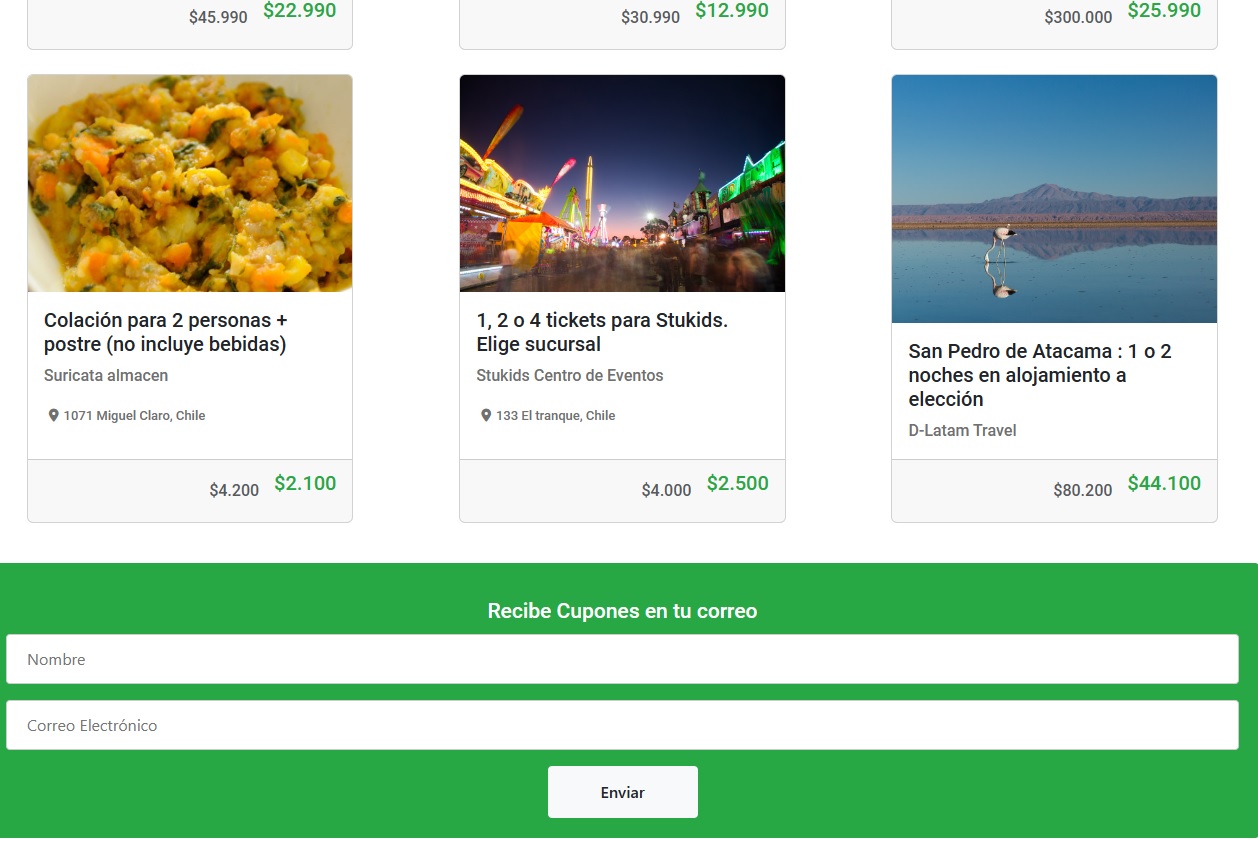 $45.990 $22.990
$30.990 $12.990
$300.000 $25.990
Colación para 2 personas +
postre (no incluye bebidas)
Suricata almacen
1071 Miguel Claro, Chile
$4.200 $2.100
1, 2 o 4 tickets para Stukids.
Elige sucursal
Stukids Centro de Eventos
133 El tranque, Chile
$4.000 $2.500
San Pedro de Atacama : 1 o 2
noches en alojamiento a
elección
D-Latam Travel
$80.200 $44.100
Recibe Cupones en tu correo
Nombre
Correo Electrónico
Enviar